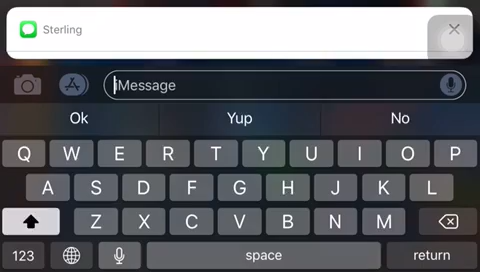 Sterling
iMessage
Ok Yup No
Q W E R T Y U I O P
A S D F G H J K L
Z X C V B N M
123 space return